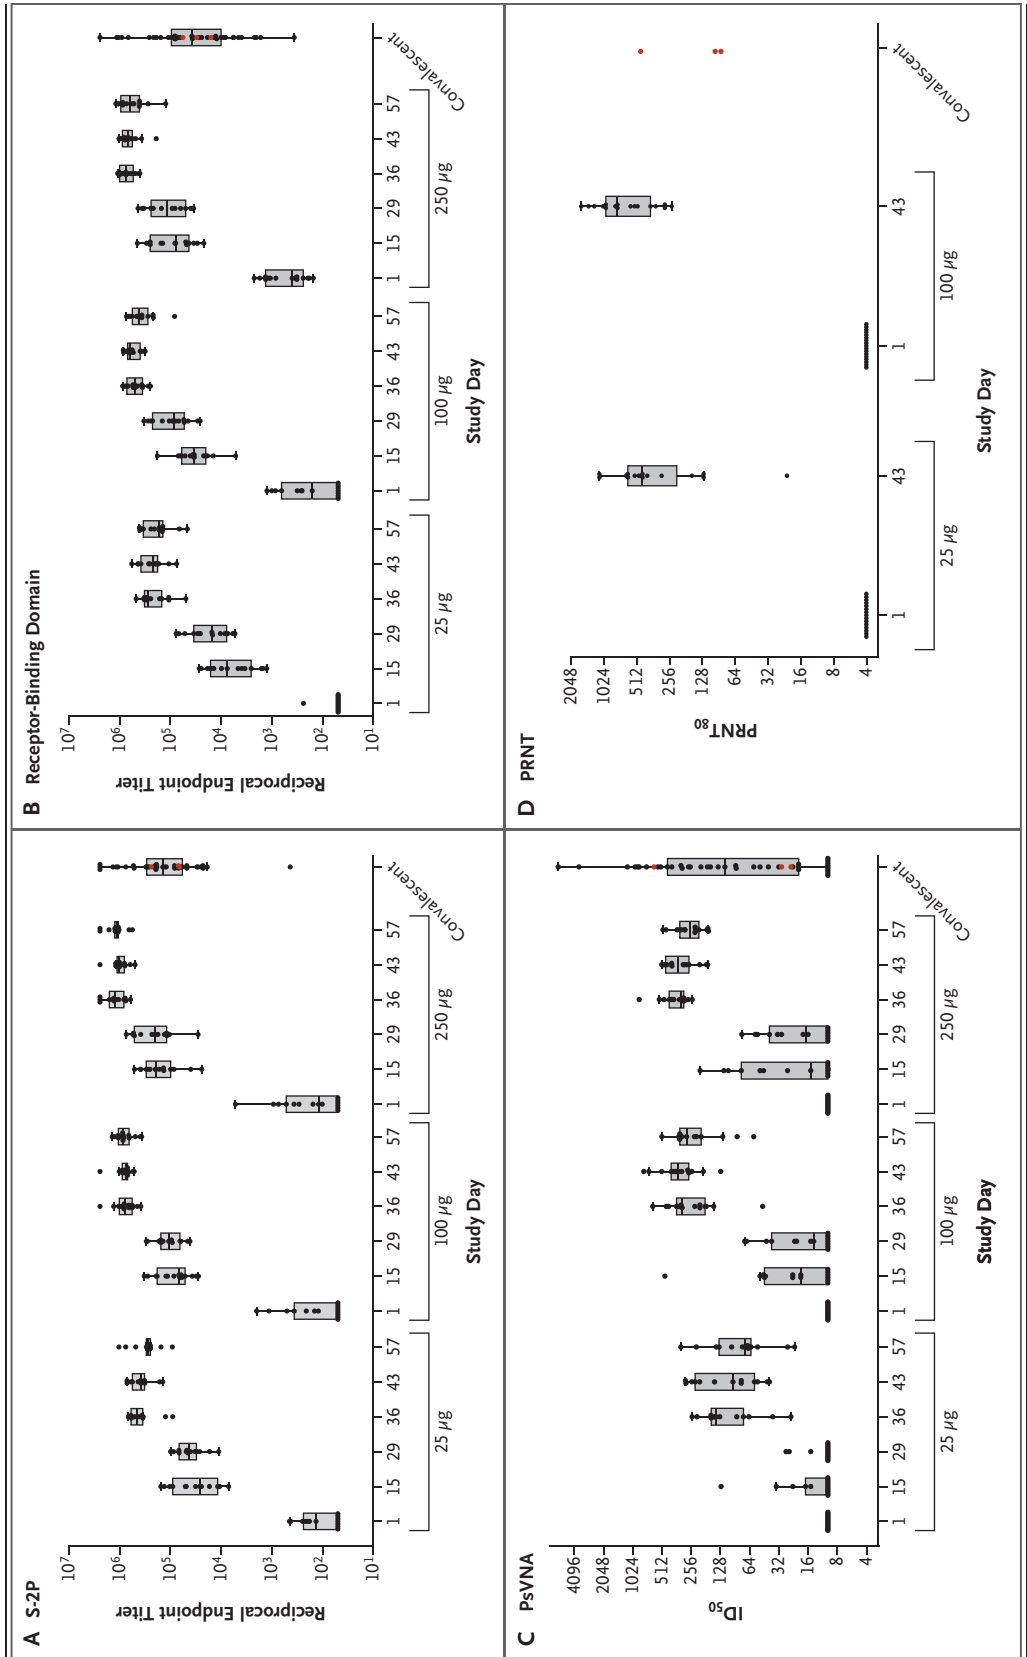 A S-2P
Reciprocal Endpoint Titer
10⁷
10⁶
10⁵
10⁴
10³
10²
10¹
1 15 29 36 43 57 1 15 29 36 43 57 1 15 29 36 43 57 Convalescent
25 µg 100 µg 250 µg
Study Day
B Receptor-Binding Domain
Reciprocal Endpoint Titer
10⁷
10⁶
10⁵
10⁴
10³
10²
10¹
1 15 29 36 43 57 1 15 29 36 43 57 1 15 29 36 43 57 Convalescent
25 µg 100 µg 250 µg
Study Day
C PsVNA
ID₅₀
4096
2048
1024
512
256
128
64
32
16
8
4
1 15 29 36 43 57 1 15 29 36 43 57 1 15 29 36 43 57 Convalescent
25 µg 100 µg 250 µg
Study Day
D PRNT
PRNT₈₀
2048
1024
512
256
128
64
32
16
8
4
1 43 1 43 Convalescent
25 µg 100 µg
Study Day